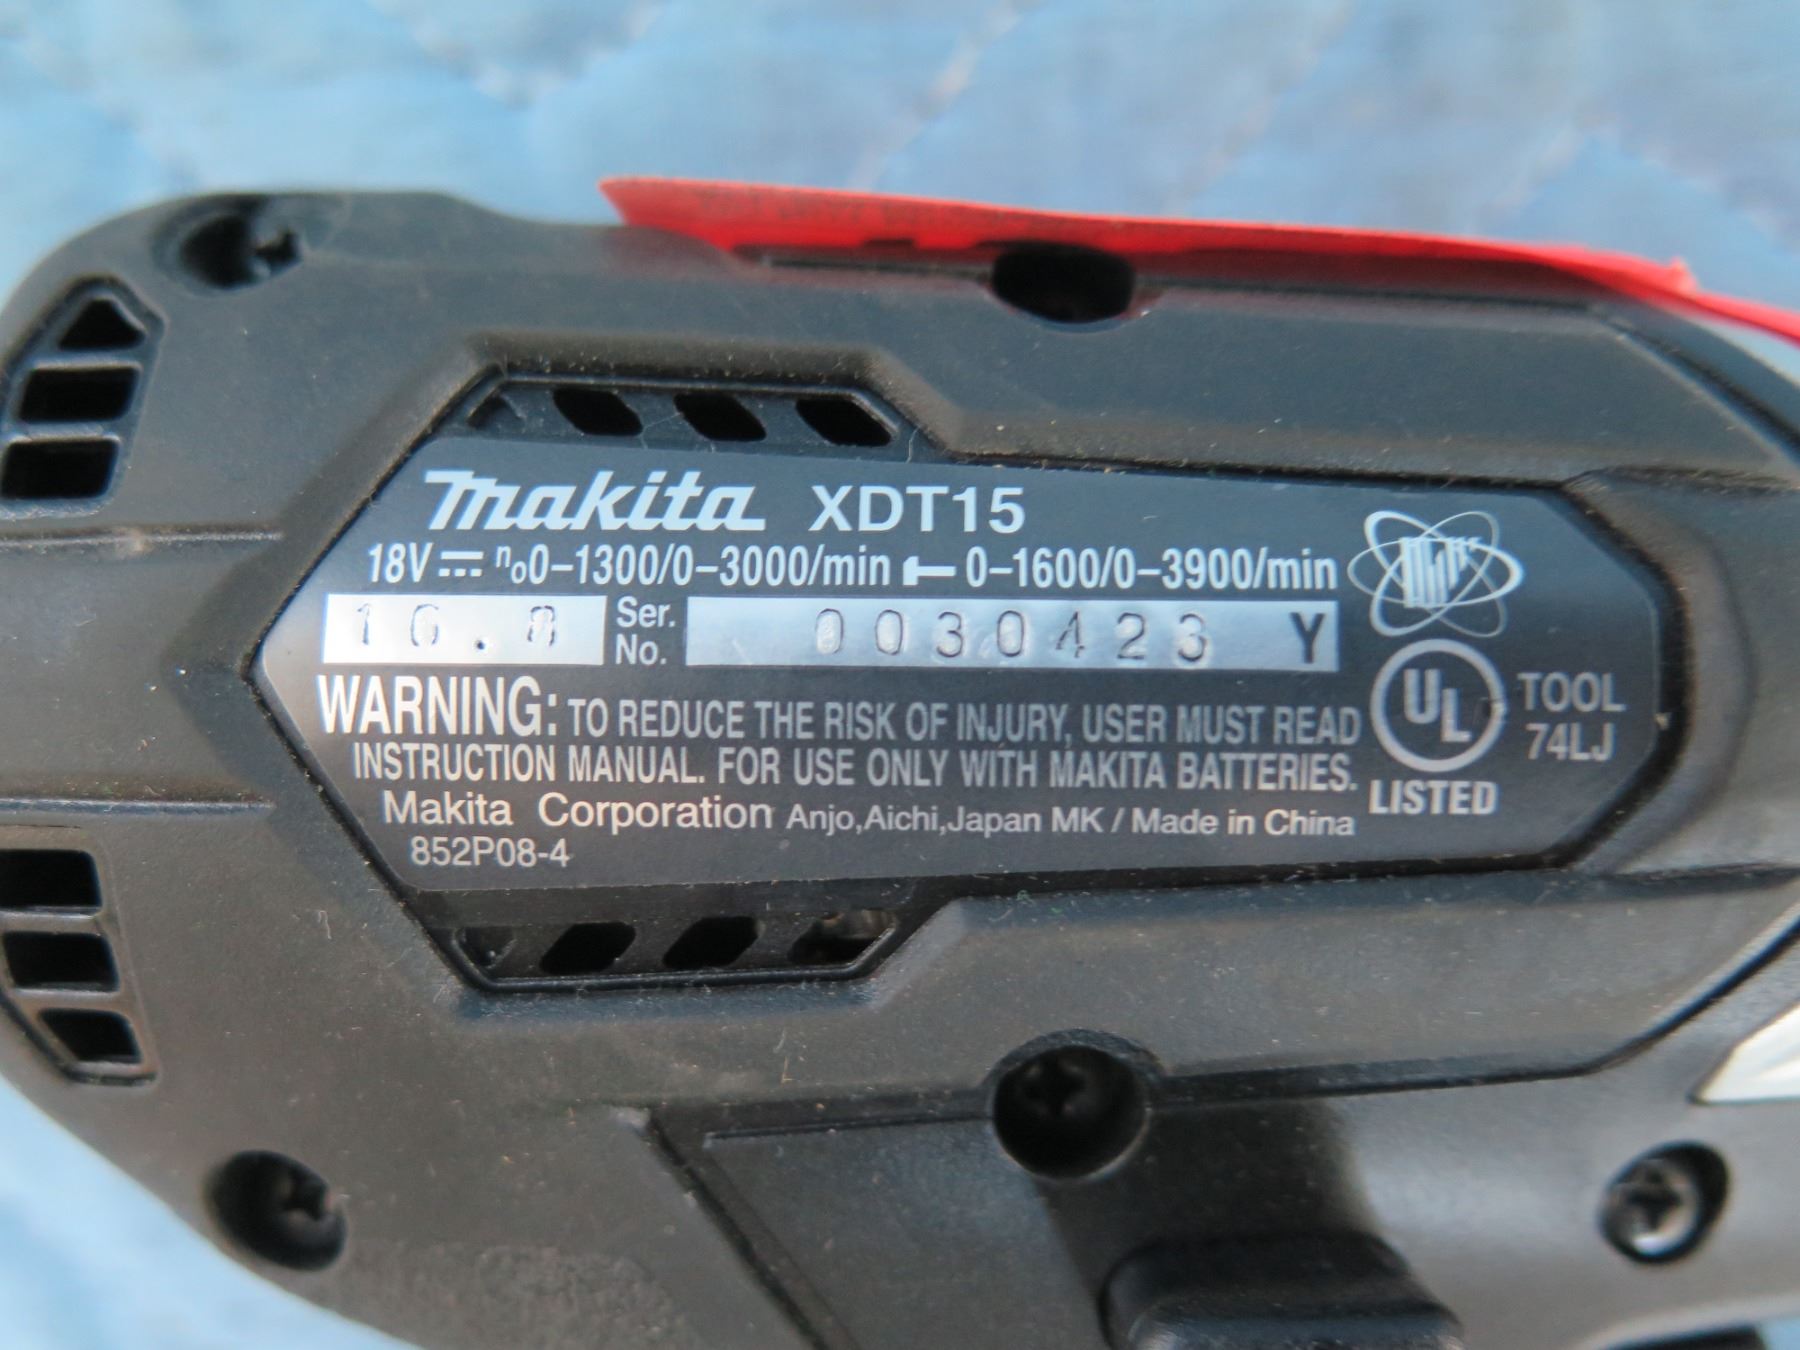 makita XDT15
18V ⎓ n₀0–1300/0–3000/min 0–1600/0–3900/min
16.8 Ser. No. 0030423 Y
WARNING: TO REDUCE THE RISK OF INJURY, USER MUST READ
INSTRUCTION MANUAL. FOR USE ONLY WITH MAKITA BATTERIES.
Makita Corporation Anjo,Aichi,Japan MK / Made in China
852P08-4
UL
LISTED
TOOL
74LJ